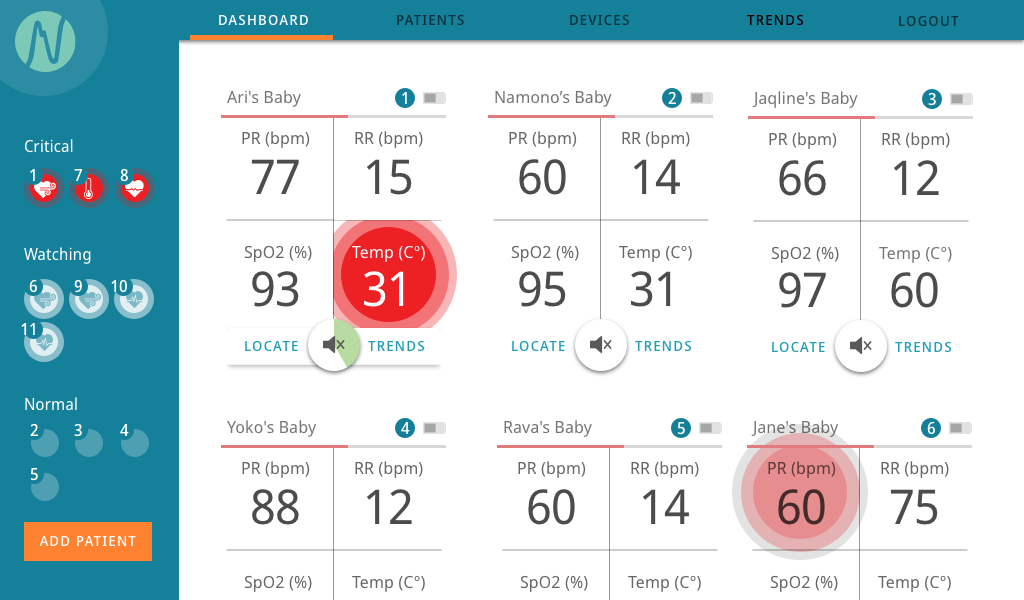 DASHBOARD PATIENTS DEVICES TRENDS LOGOUT
Critical
1 7 8
Watching
6 9 10
11
Normal
2 3 4
5
ADD PATIENT
Ari's Baby 1
PR (bpm) RR (bpm)
77 15
SpO2 (%) Temp (C°)
93 31
LOCATE TRENDS
Namono’s Baby 2
PR (bpm) RR (bpm)
60 14
SpO2 (%) Temp (C°)
95 31
LOCATE TRENDS
Jaqline's Baby 3
PR (bpm) RR (bpm)
66 12
SpO2 (%) Temp (C°)
97 60
LOCATE TRENDS
Yoko's Baby 4
PR (bpm) RR (bpm)
88 12
SpO2 (%) Temp (C°)
Rava's Baby 5
PR (bpm) RR (bpm)
60 14
SpO2 (%) Temp (C°)
Jane's Baby 6
PR (bpm) RR (bpm)
60 75
SpO2 (%) Temp (C°)